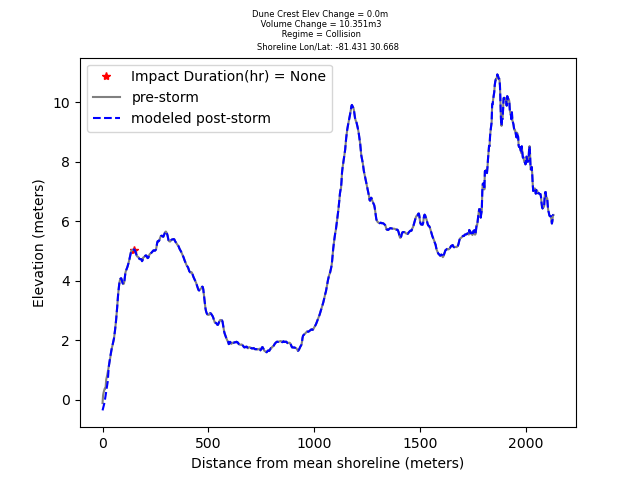 Dune Crest Elev Change = 0.0m
Volume Change = 10.351m3
Regime = Collision
Shoreline Lon/Lat: -81.431 30.668
Impact Duration(hr) = None
pre-storm
modeled post-storm
10
8
6
4
2
0
Elevation (meters)
0
500
1000
1500
2000
Distance from mean shoreline (meters)